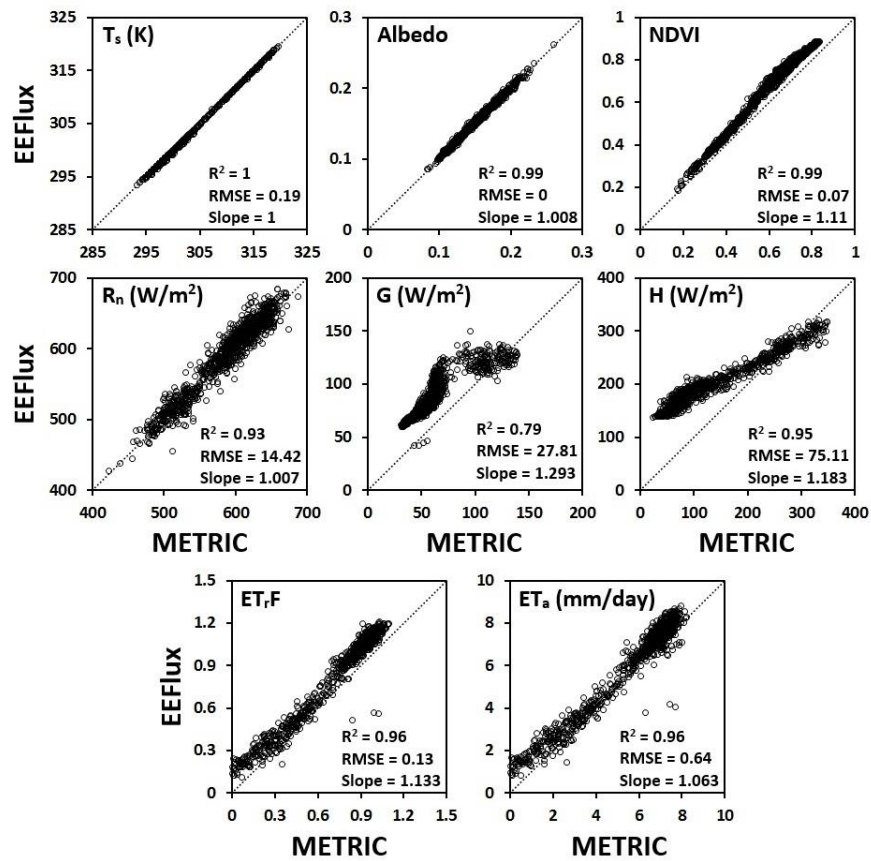 EEFlux
325
315
305
295
285
Tₛ (K)
R² = 1
RMSE = 0.19
Slope = 1
285 295 305 315 325
0.3
0.2
0.1
0
Albedo
R² = 0.99
RMSE = 0
Slope = 1.008
0 0.1 0.2 0.3
1
0.8
0.6
0.4
0.2
0
NDVI
R² = 0.99
RMSE = 0.07
Slope = 1.11
0 0.2 0.4 0.6 0.8 1
EEFlux
700
600
500
400
Rₙ (W/m²)
R² = 0.93
RMSE = 14.42
Slope = 1.007
400 500 600 700
METRIC
200
150
100
50
0
G (W/m²)
R² = 0.79
RMSE = 27.81
Slope = 1.293
0 50 100 150 200
METRIC
400
300
200
100
0
H (W/m²)
R² = 0.95
RMSE = 75.11
Slope = 1.183
0 100 200 300 400
METRIC
EEFlux
1.5
1.2
0.9
0.6
0.3
0
ETᵣF
R² = 0.96
RMSE = 0.13
Slope = 1.133
0 0.3 0.6 0.9 1.2 1.5
METRIC
10
8
6
4
2
0
ETₐ (mm/day)
R² = 0.96
RMSE = 0.64
Slope = 1.063
0 2 4 6 8 10
METRIC